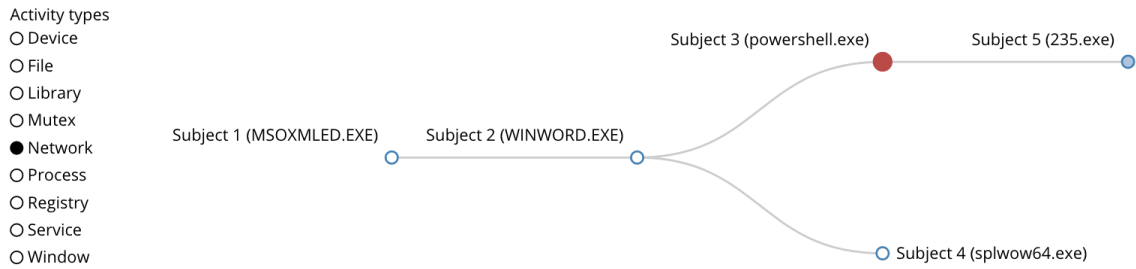 Activity types
Device
File
Library
Mutex
Network
Process
Registry
Service
Window
Subject 1 (MSOXMLED.EXE)
Subject 2 (WINWORD.EXE)
Subject 3 (powershell.exe)
Subject 5 (235.exe)
Subject 4 (splwow64.exe)